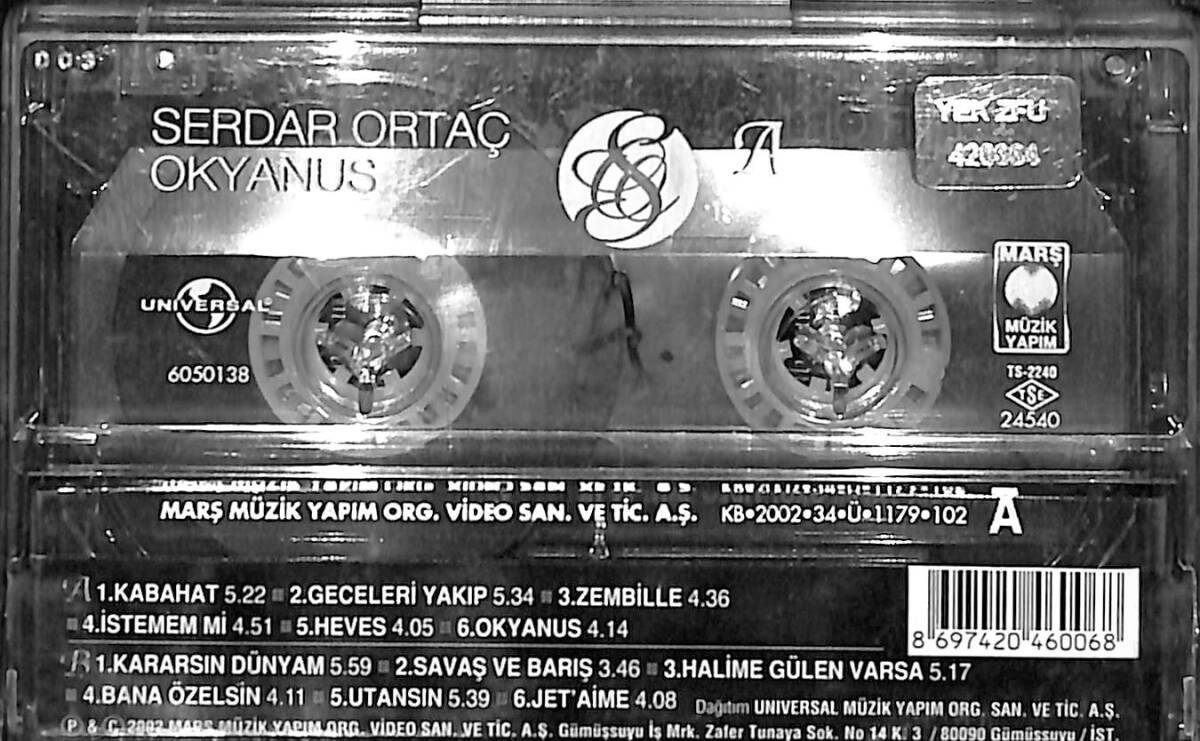 003
SERDAR ORTAÇ
OKYANUS
A
UNIVERSAL
6050138
MARŞ
MÜZİK
YAPIM
TS-2240
TSE
24540
MARŞ MÜZİK YAPIM ORG. VİDEO SAN. VE TİC. A.Ş. KB•2002•34•Ü•1179•102 A
A 1.KABAHAT 5.22 ■ 2.GECELERİ YAKIP 5.34 ■ 3.ZEMBİLLE 4.36
■ 4.İSTEMEM Mİ 4.51 ■ 5.HEVES 4.05 ■ 6.OKYANUS 4.14
B 1.KARARSIN DÜNYAM 5.59 ■ 2.SAVAŞ VE BARIŞ 3.46 ■ 3.HALİME GÜLEN VARSA 5.17
■ 4.BANA ÖZELSİN 4.11 ■ 5.UTANSIN 5.39 ■ 6.JET'AİME 4.08
8 697420 460068
Dağıtım UNIVERSAL MÜZİK YAPIM ORG. SAN. VE TİC. A.Ş.
℗ & © 2002 MARŞ MÜZİK YAPIM ORG. VİDEO SAN. VE TİC. A.Ş. Gümüşsuyu İş Mrk. Zafer Tunaya Sok. No 14 K. 3 / 80090 Gümüşsuyu / İST.